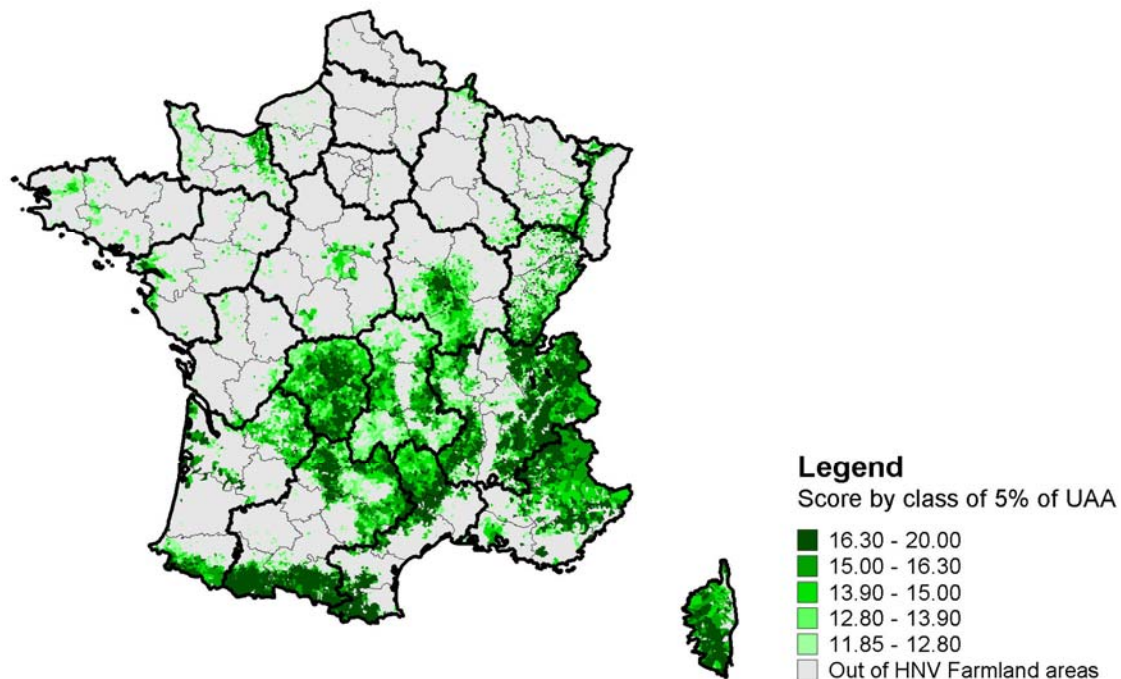 Legend
Score by class of 5% of UAA
16.30 - 20.00
15.00 - 16.30
13.90 - 15.00
12.80 - 13.90
11.85 - 12.80
Out of HNV Farmland areas